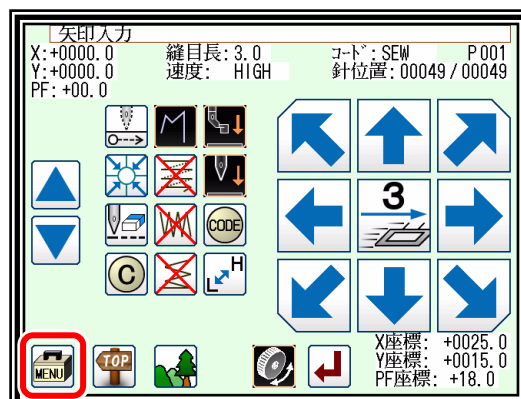 矢印入力
X:+0000.0 縫目長:3.0 コード:SEW P001
Y:+0000.0 速度: HIGH 針位置:00049/00049
PF:+00.0
M
3
CODE
C
L H
X座標: +0025.0
Y座標: +0015.0
PF座標: +18.0
MENU
TOP